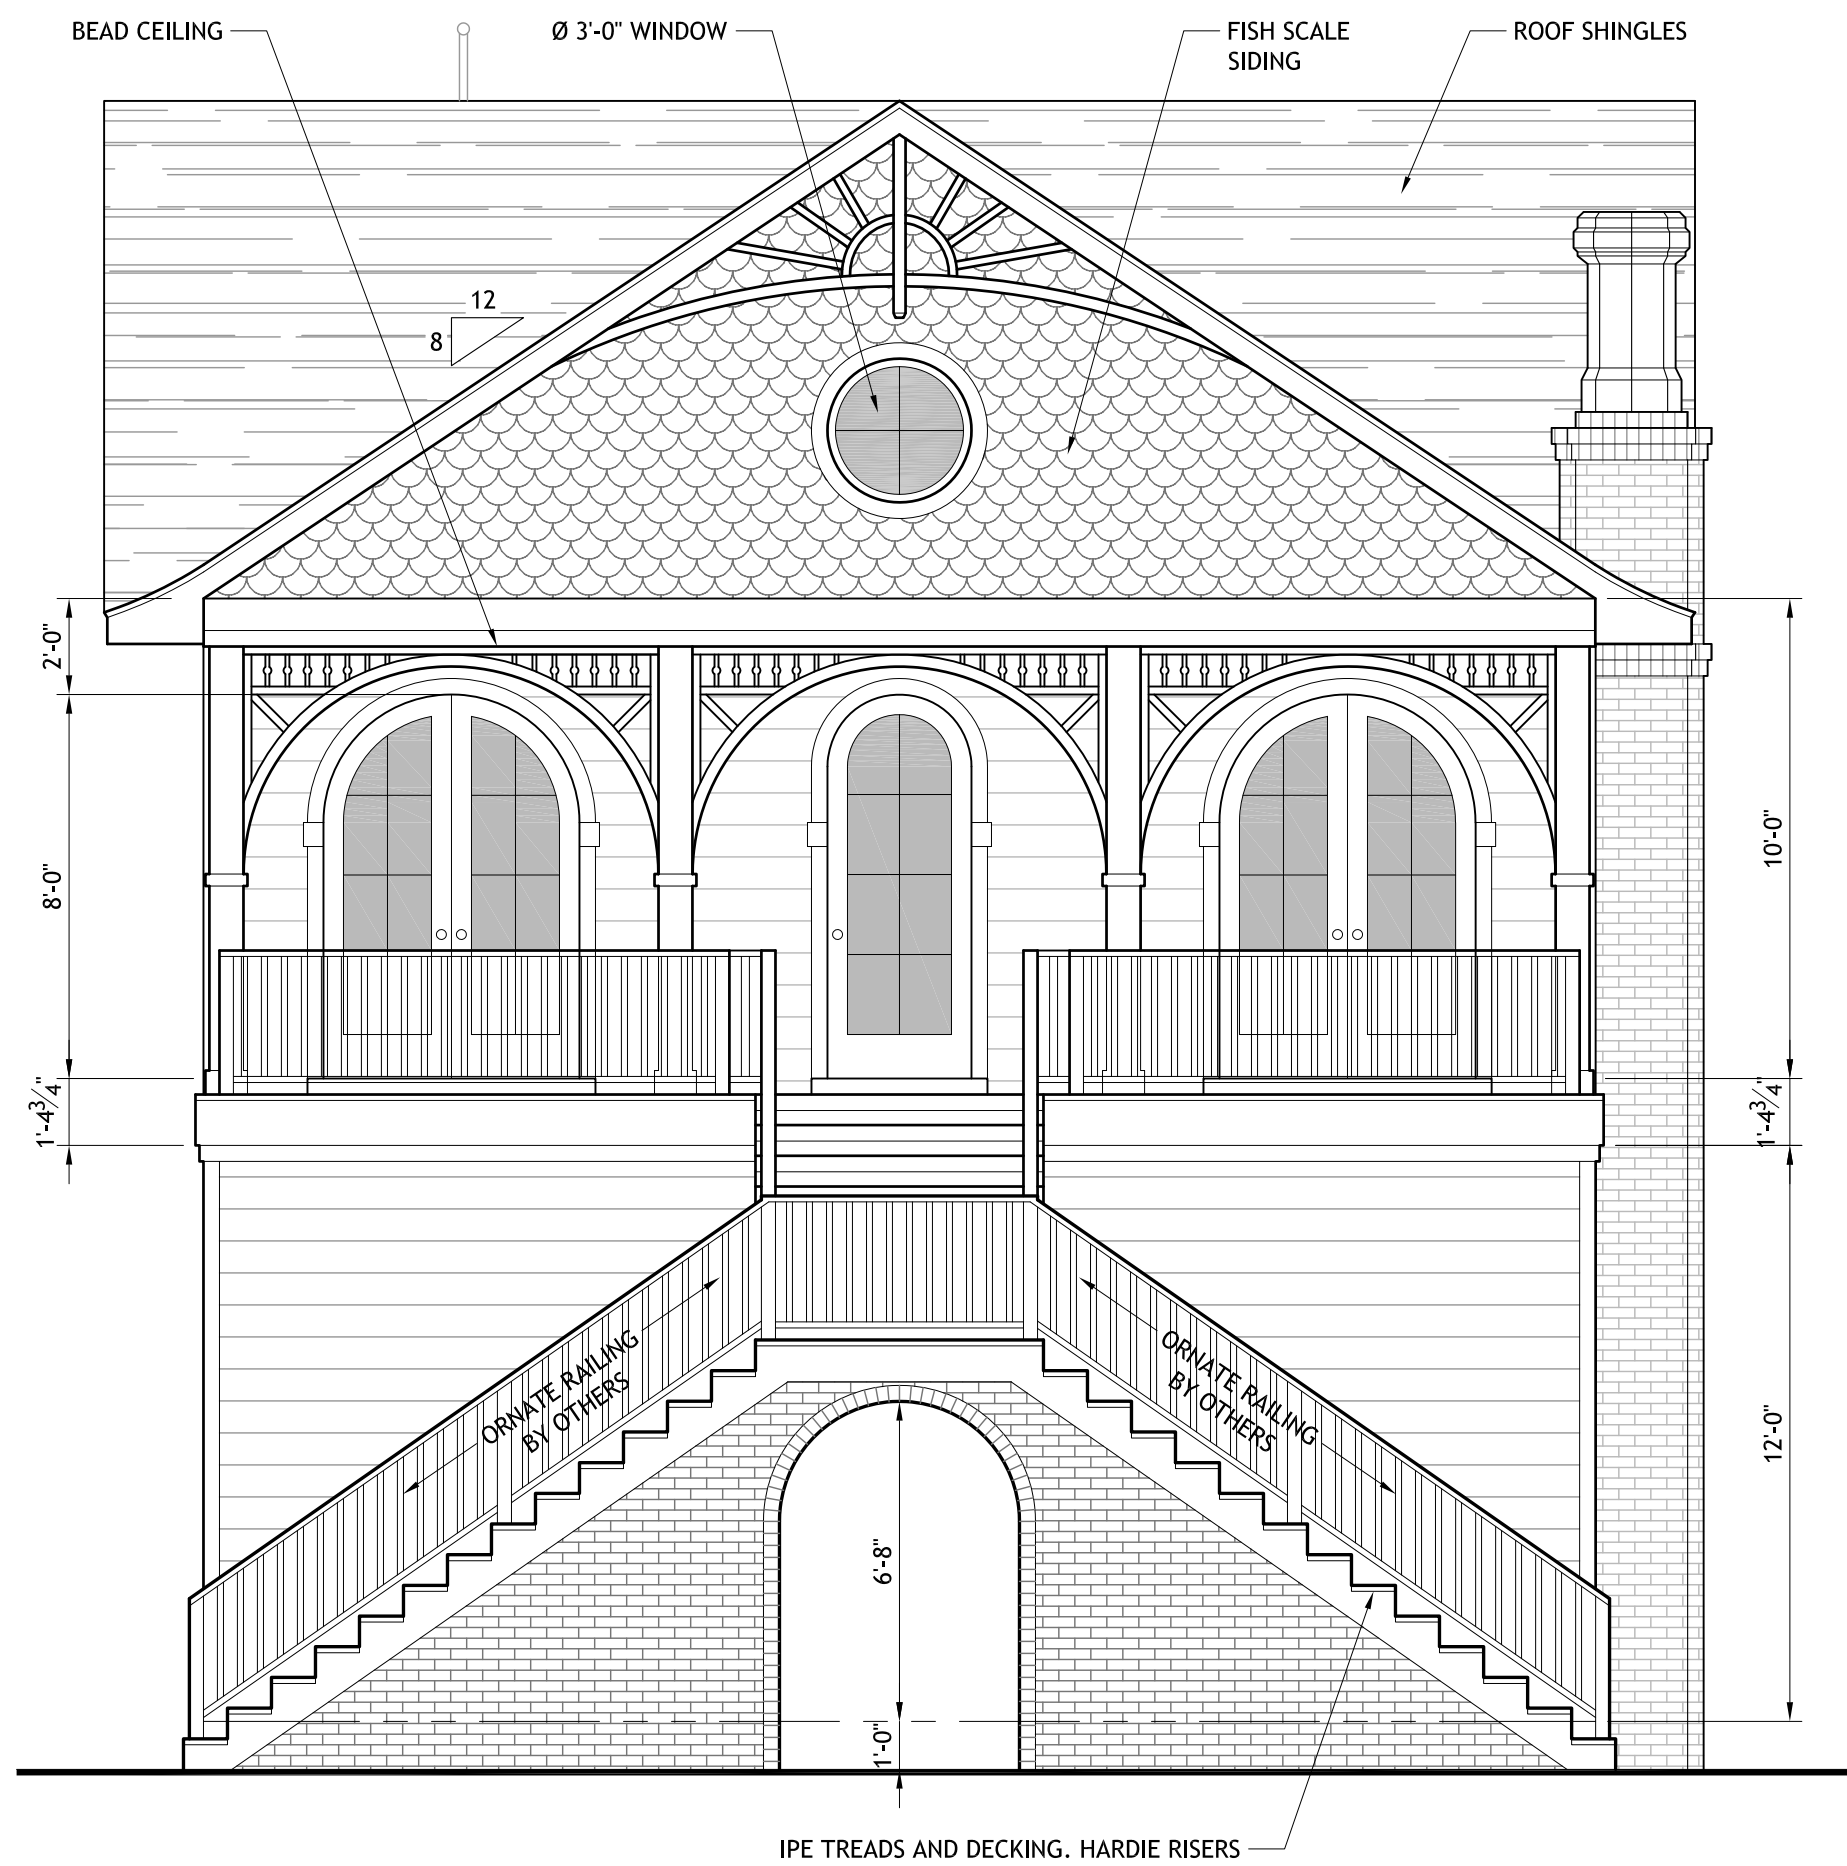 BEAD CEILING
Ø 3'-0" WINDOW
FISH SCALE
SIDING
ROOF SHINGLES
12
8
2'-0"
8'-0"
10'-0"
1'-4 3/4"
1'-4 3/4"
ORNATE RAILING
BY OTHERS
ORNATE RAILING
BY OTHERS
12'-0"
6'-8"
1'-0"
IPE TREADS AND DECKING. HARDIE RISERS